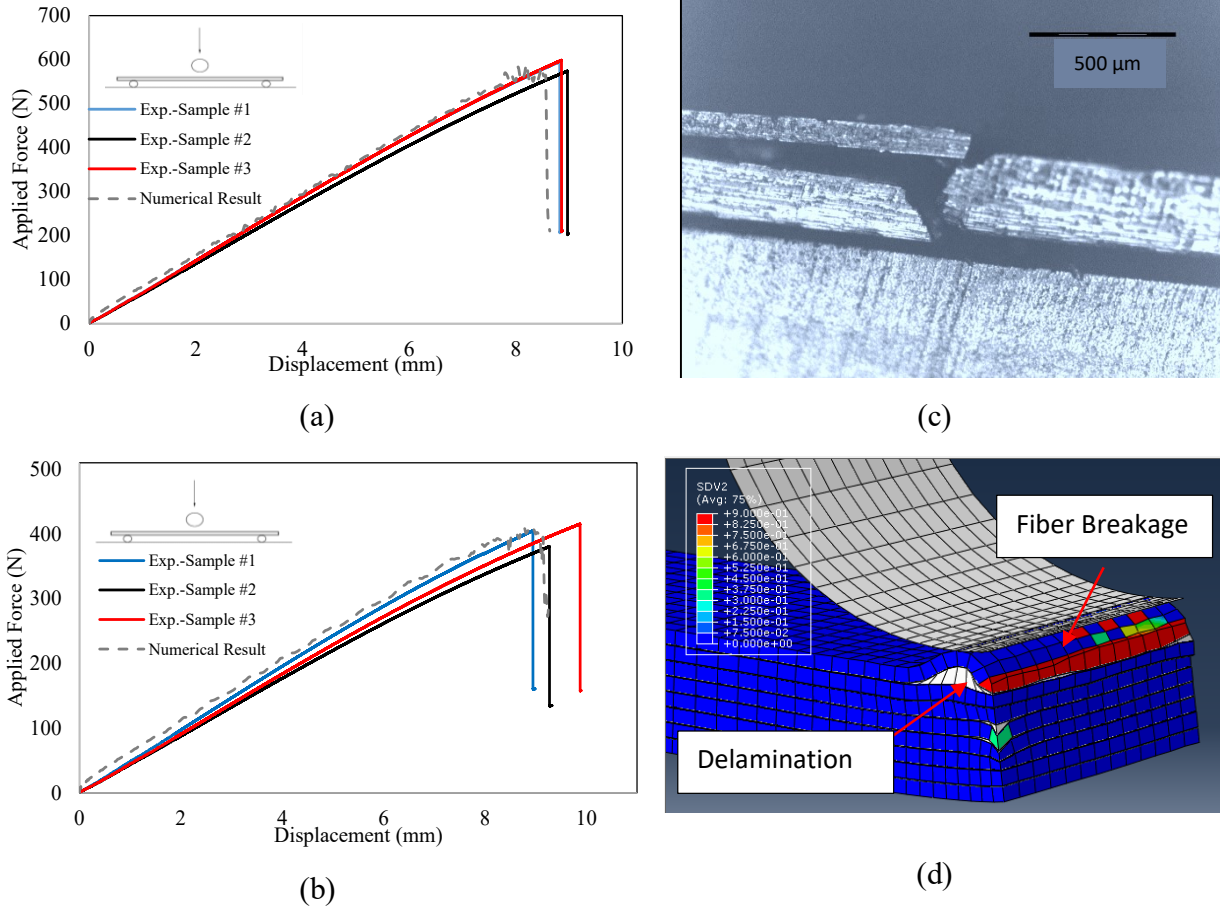 700
600
500
400
300
200
100
0
Applied Force (N)
Exp.-Sample #1
Exp.-Sample #2
Exp.-Sample #3
Numerical Result
0 2 4 6 8 10
Displacement (mm)
(a)
500 µm
(c)
500
400
300
200
100
0
Applied Force (N)
Exp.-Sample #1
Exp.-Sample #2
Exp.-Sample #3
Numerical Result
0 2 4 6 8 10
Displacement (mm)
(b)
SDV2
(Avg: 75%)
+9.000e-01
+8.250e-01
+7.500e-01
+6.750e-01
+6.000e-01
+5.250e-01
+4.500e-01
+3.750e-01
+3.000e-01
+2.250e-01
+1.500e-01
+7.500e-02
+0.000e+00
Fiber Breakage
Delamination
(d)